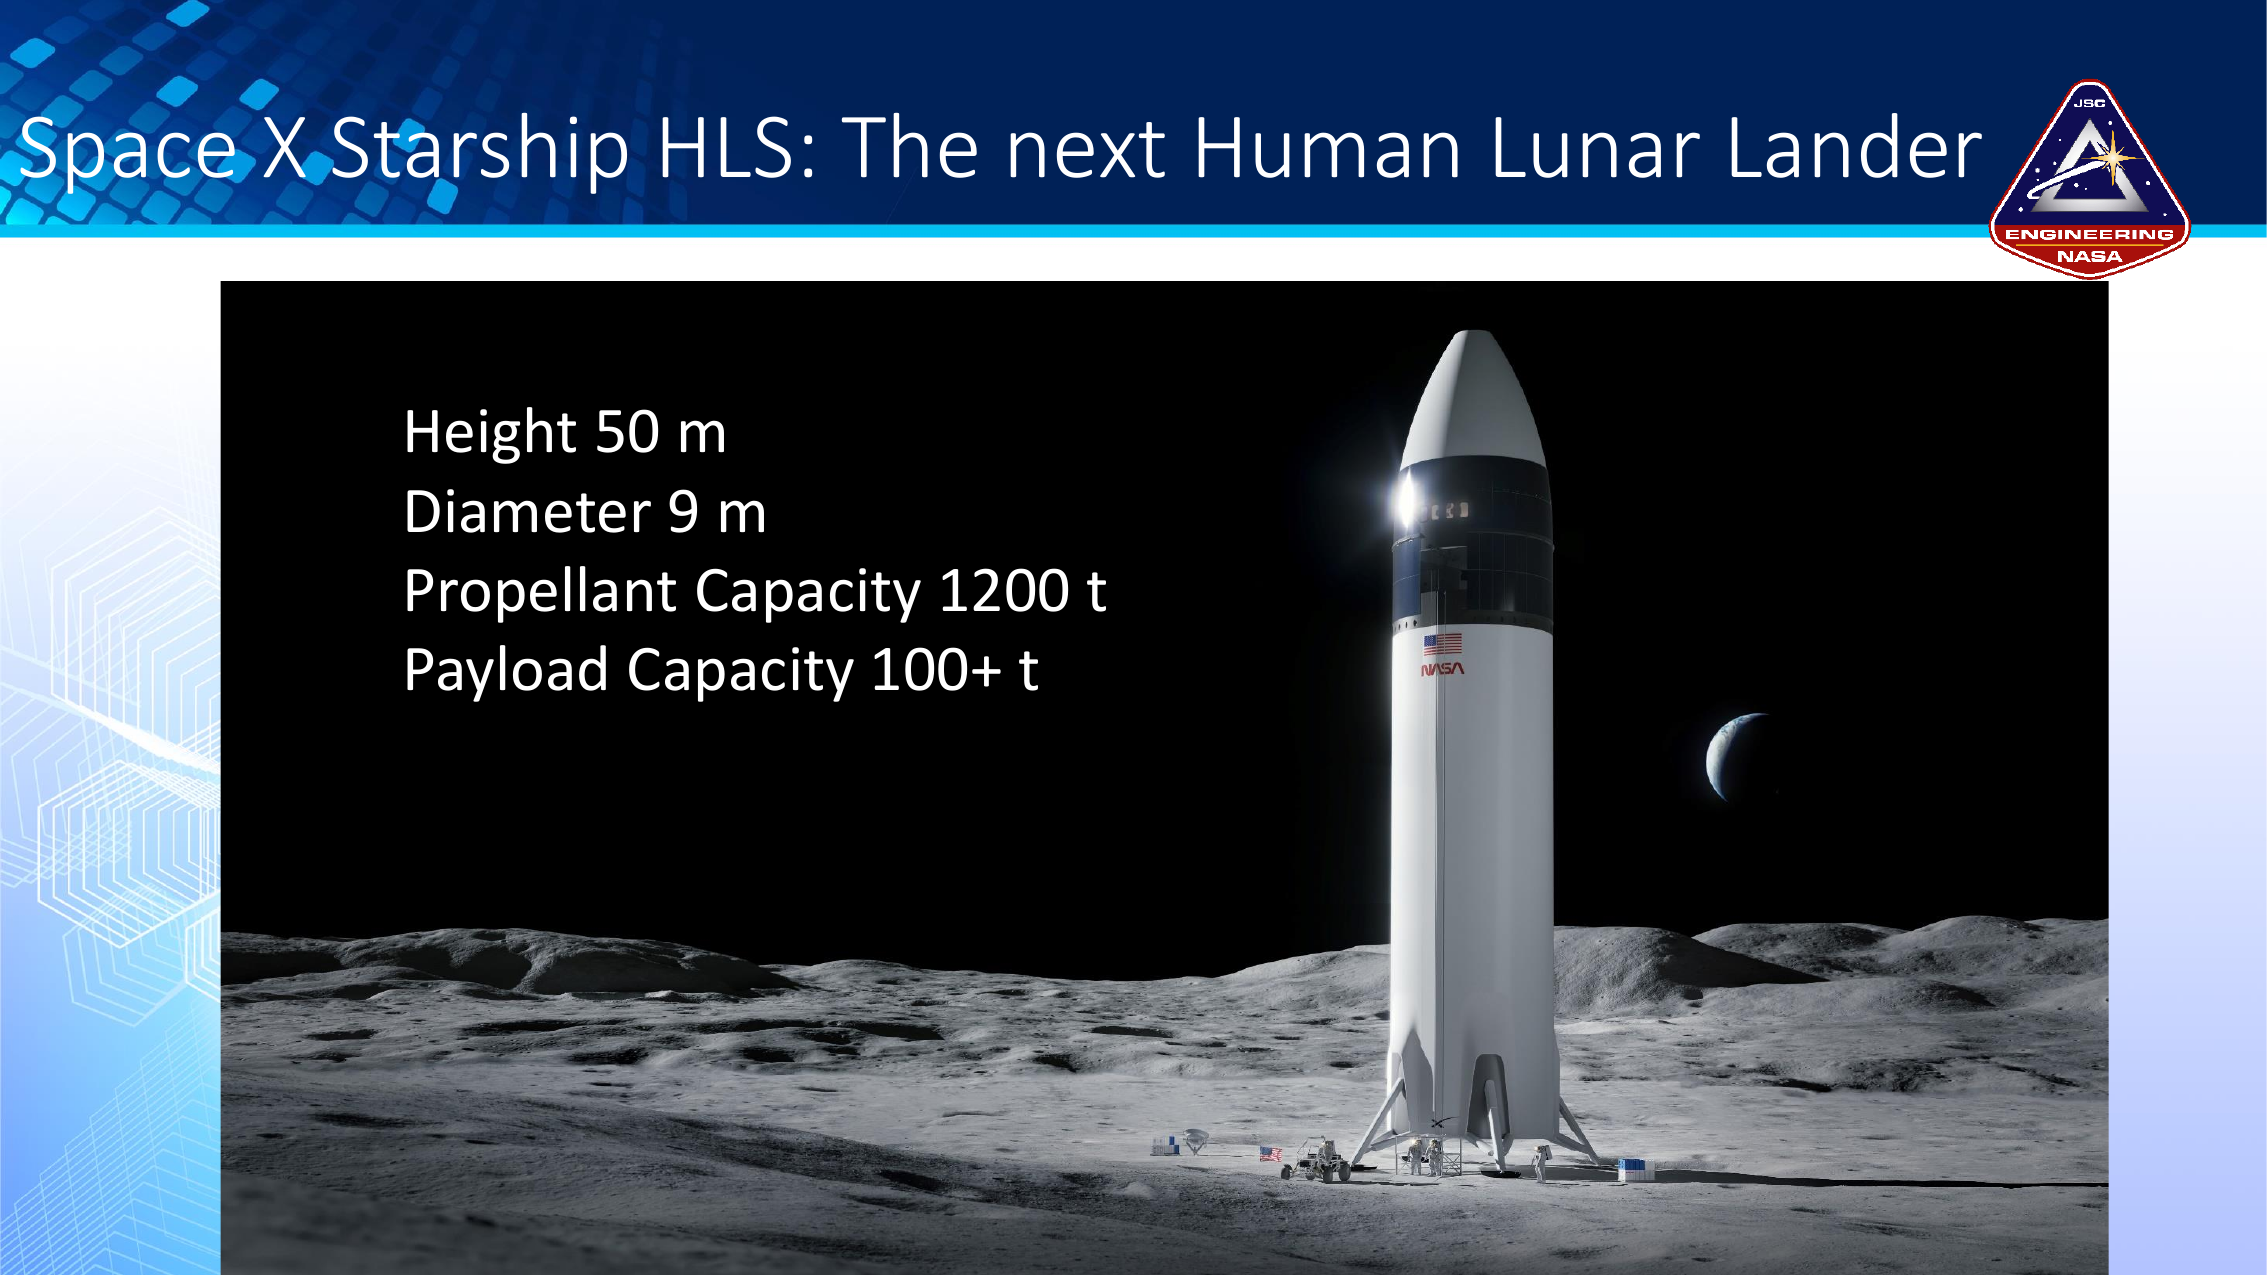 Space X Starship HLS: The next Human Lunar Lander
JSC
ENGINEERING
NASA
Height 50 m
Diameter 9 m
Propellant Capacity 1200 t
Payload Capacity 100+ t
NASA